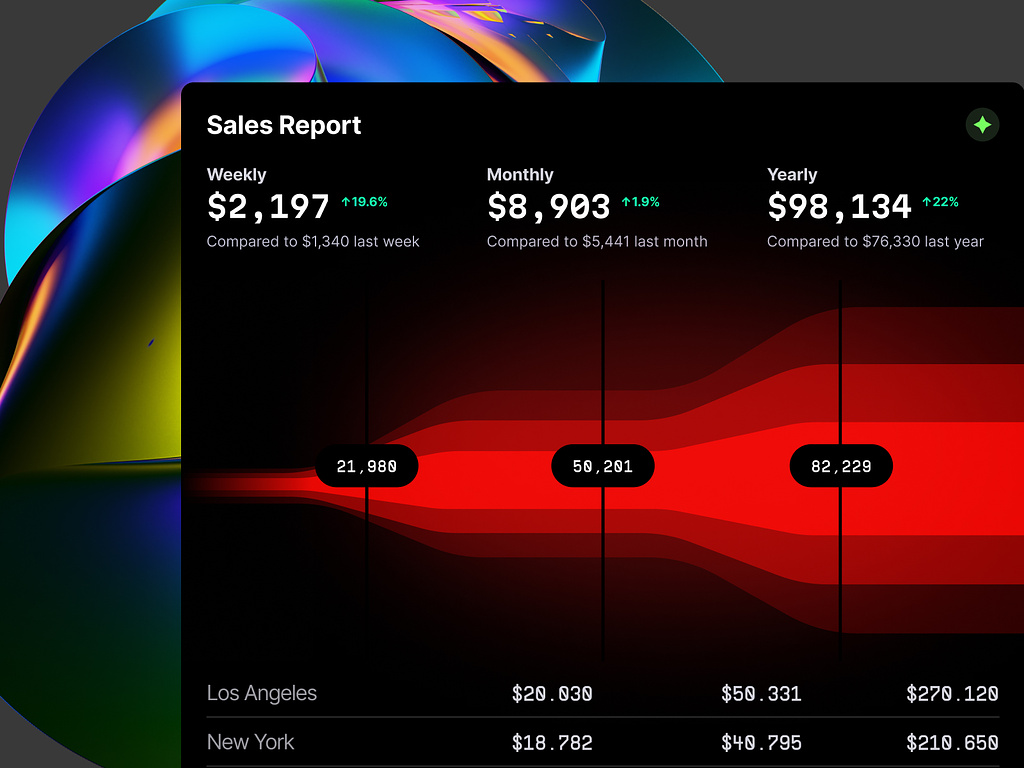 Sales Report
Weekly
$2,197 ↑19.6%
Compared to $1,340 last week
Monthly
$8,903 ↑1.9%
Compared to $5,441 last month
Yearly
$98,134 ↑22%
Compared to $76,330 last year
21,980
50,201
82,229
Los Angeles $20.030 $50.331 $270.120
New York $18.782 $40.795 $210.650